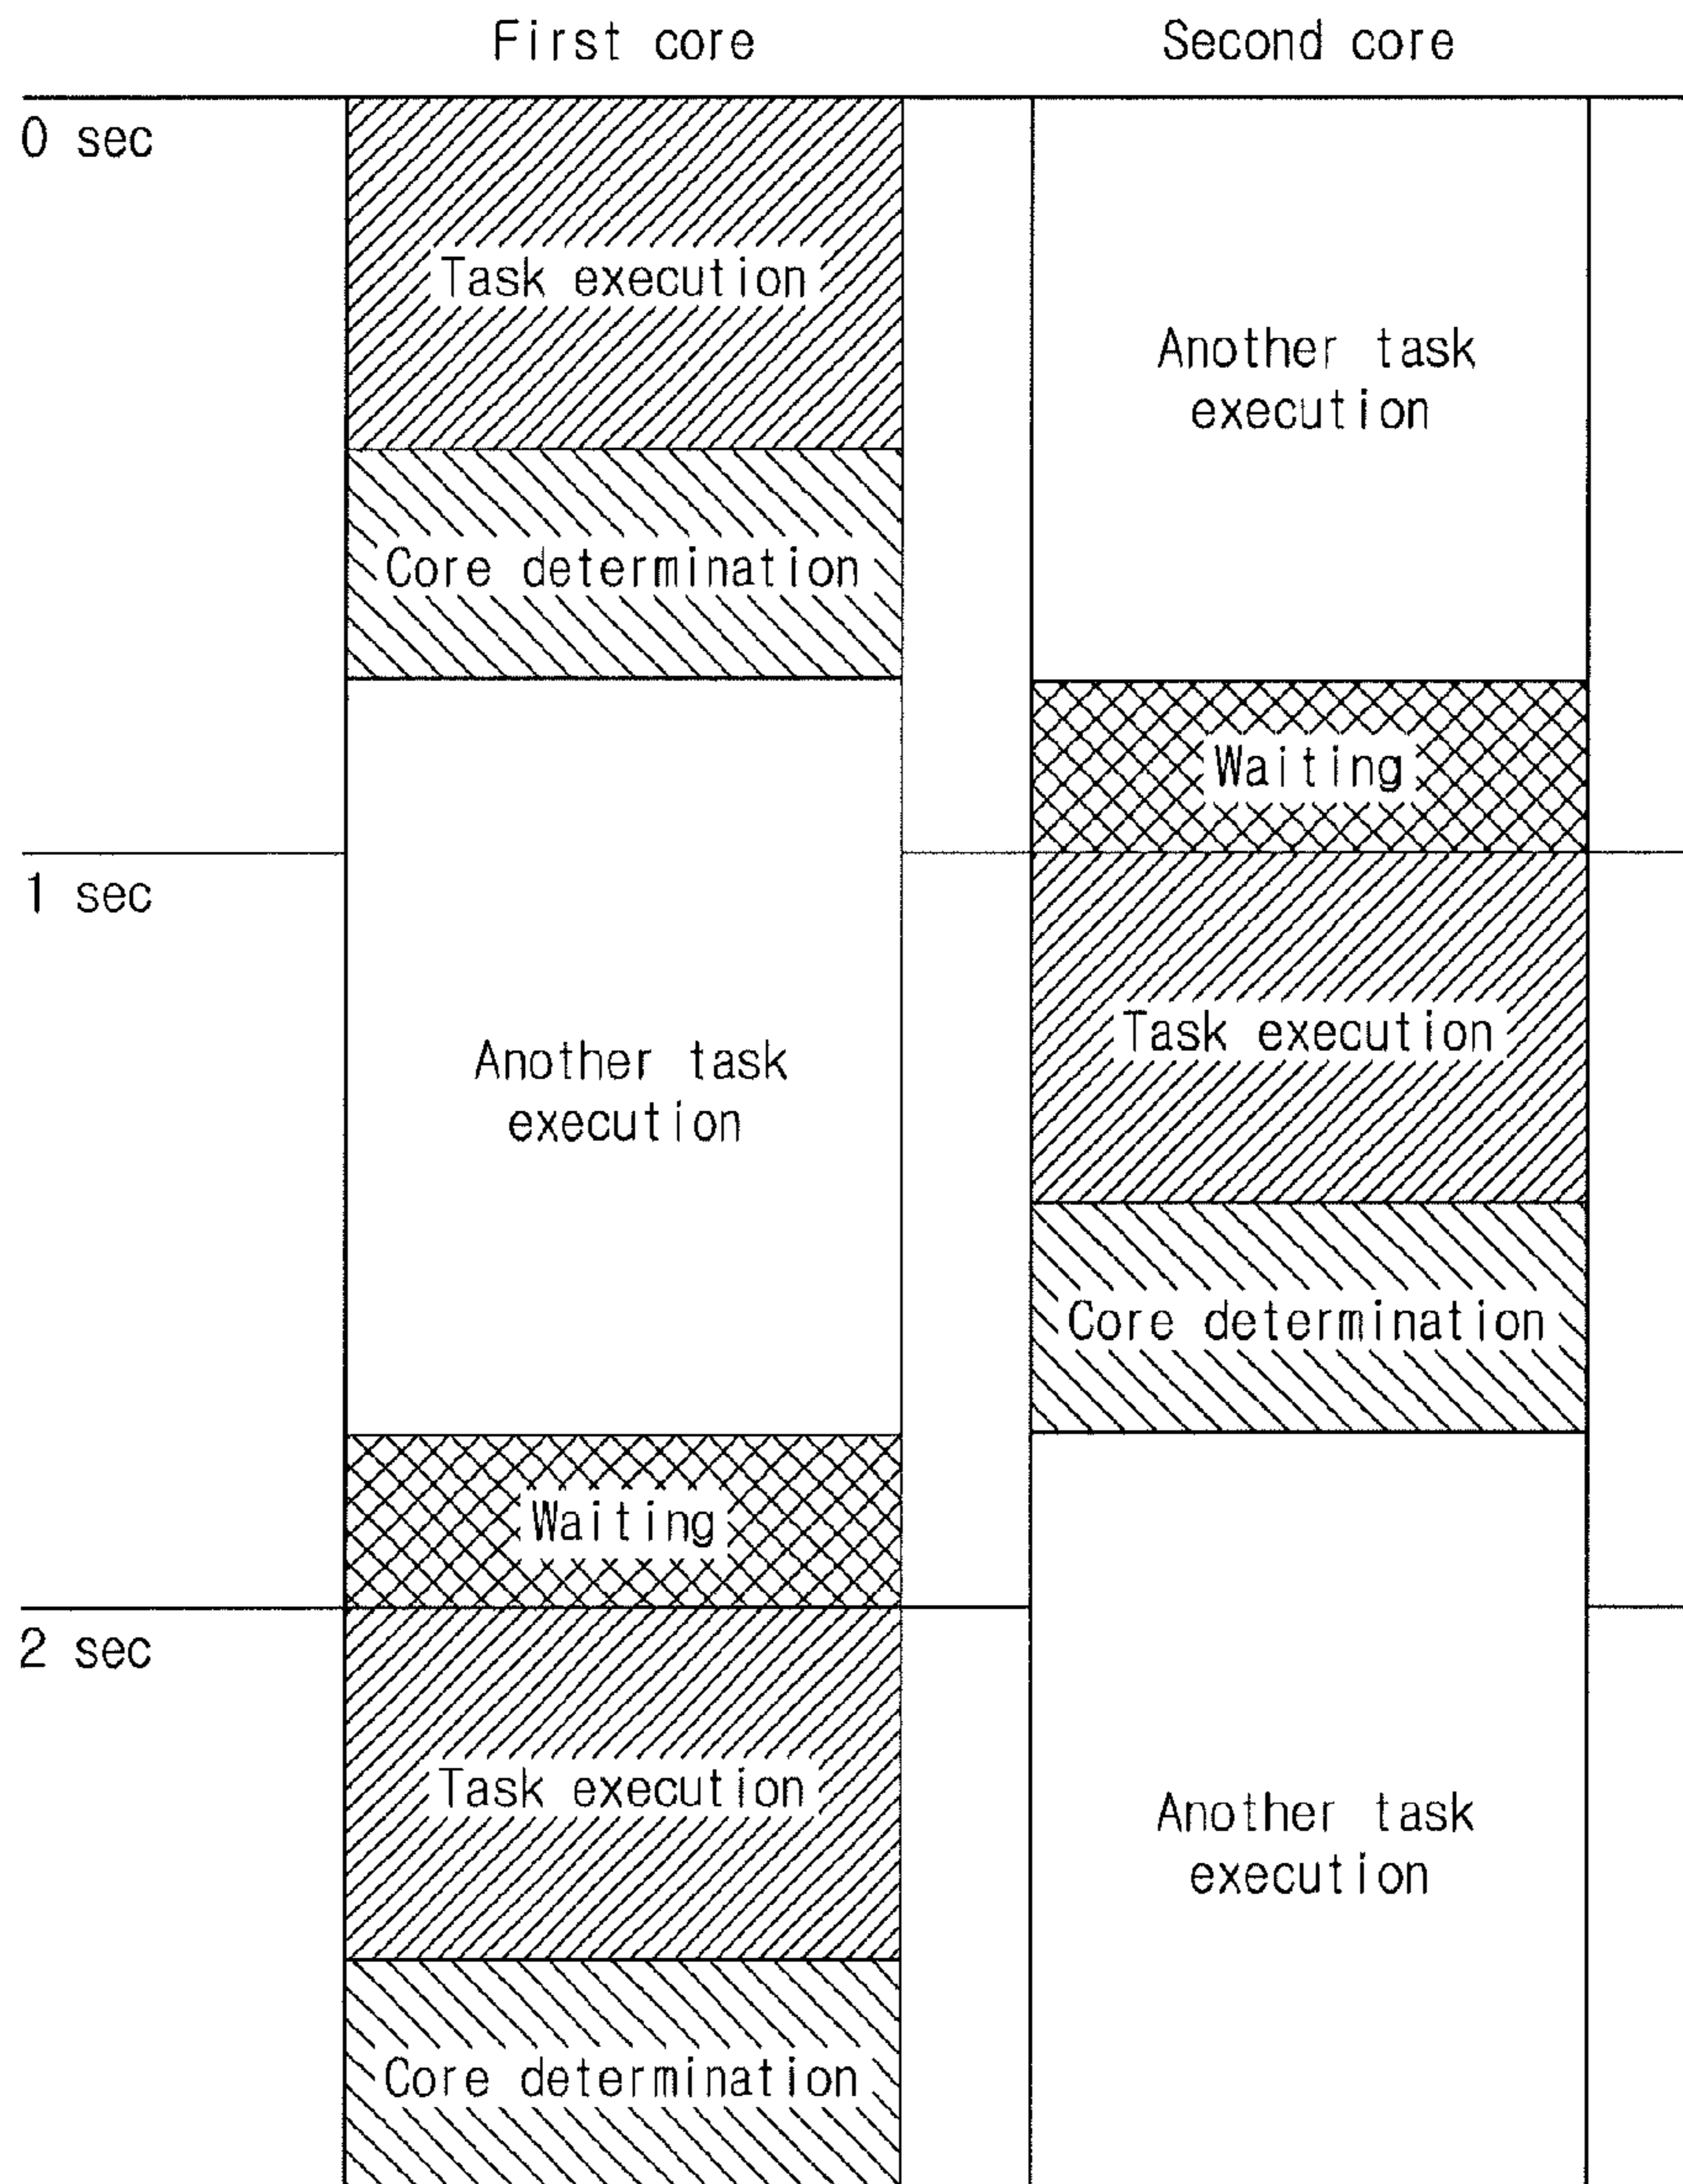 First core
Second core
0 sec
Task execution
Another task
execution
Core determination
Waiting
1 sec
Task execution
Another task
execution
Core determination
Waiting
2 sec
Task execution
Another task
execution
Core determination